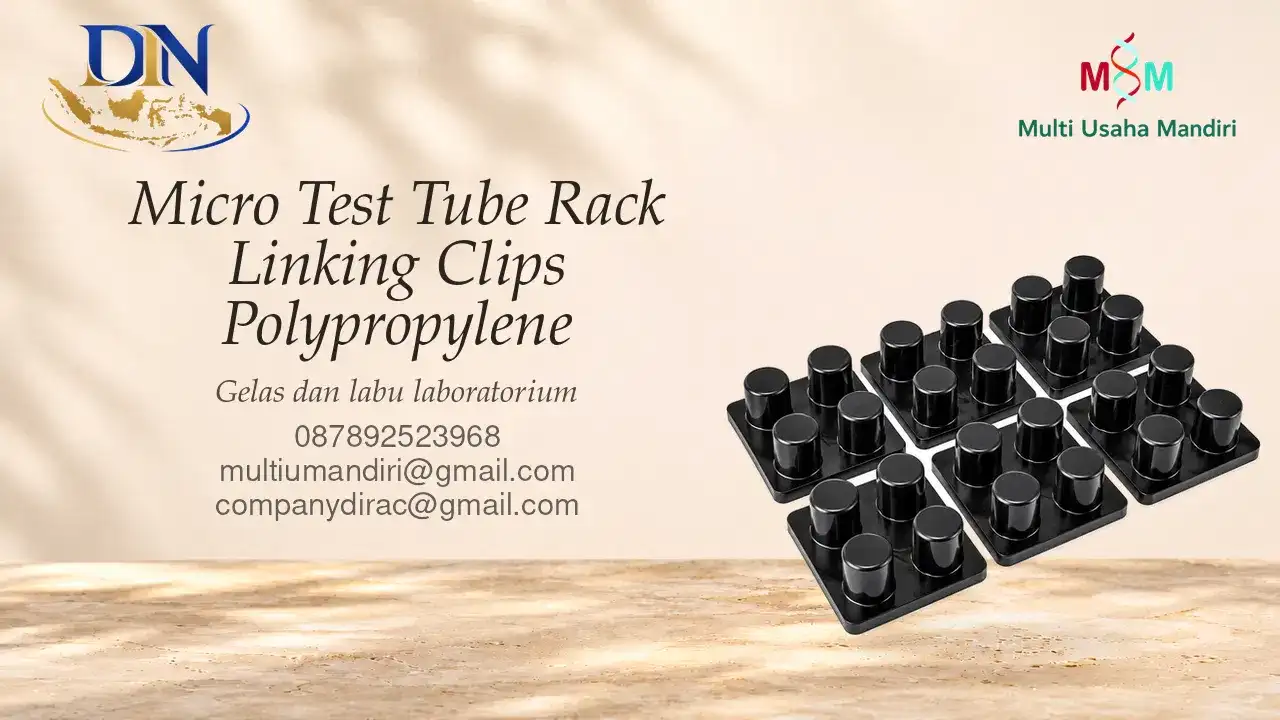 DIN
M M
Multi Usaha Mandiri
Micro Test Tube Rack
Linking Clips
Polypropylene
Gelas dan labu laboratorium
087892523968
multiumandiri@gmail.com
companydirac@gmail.com